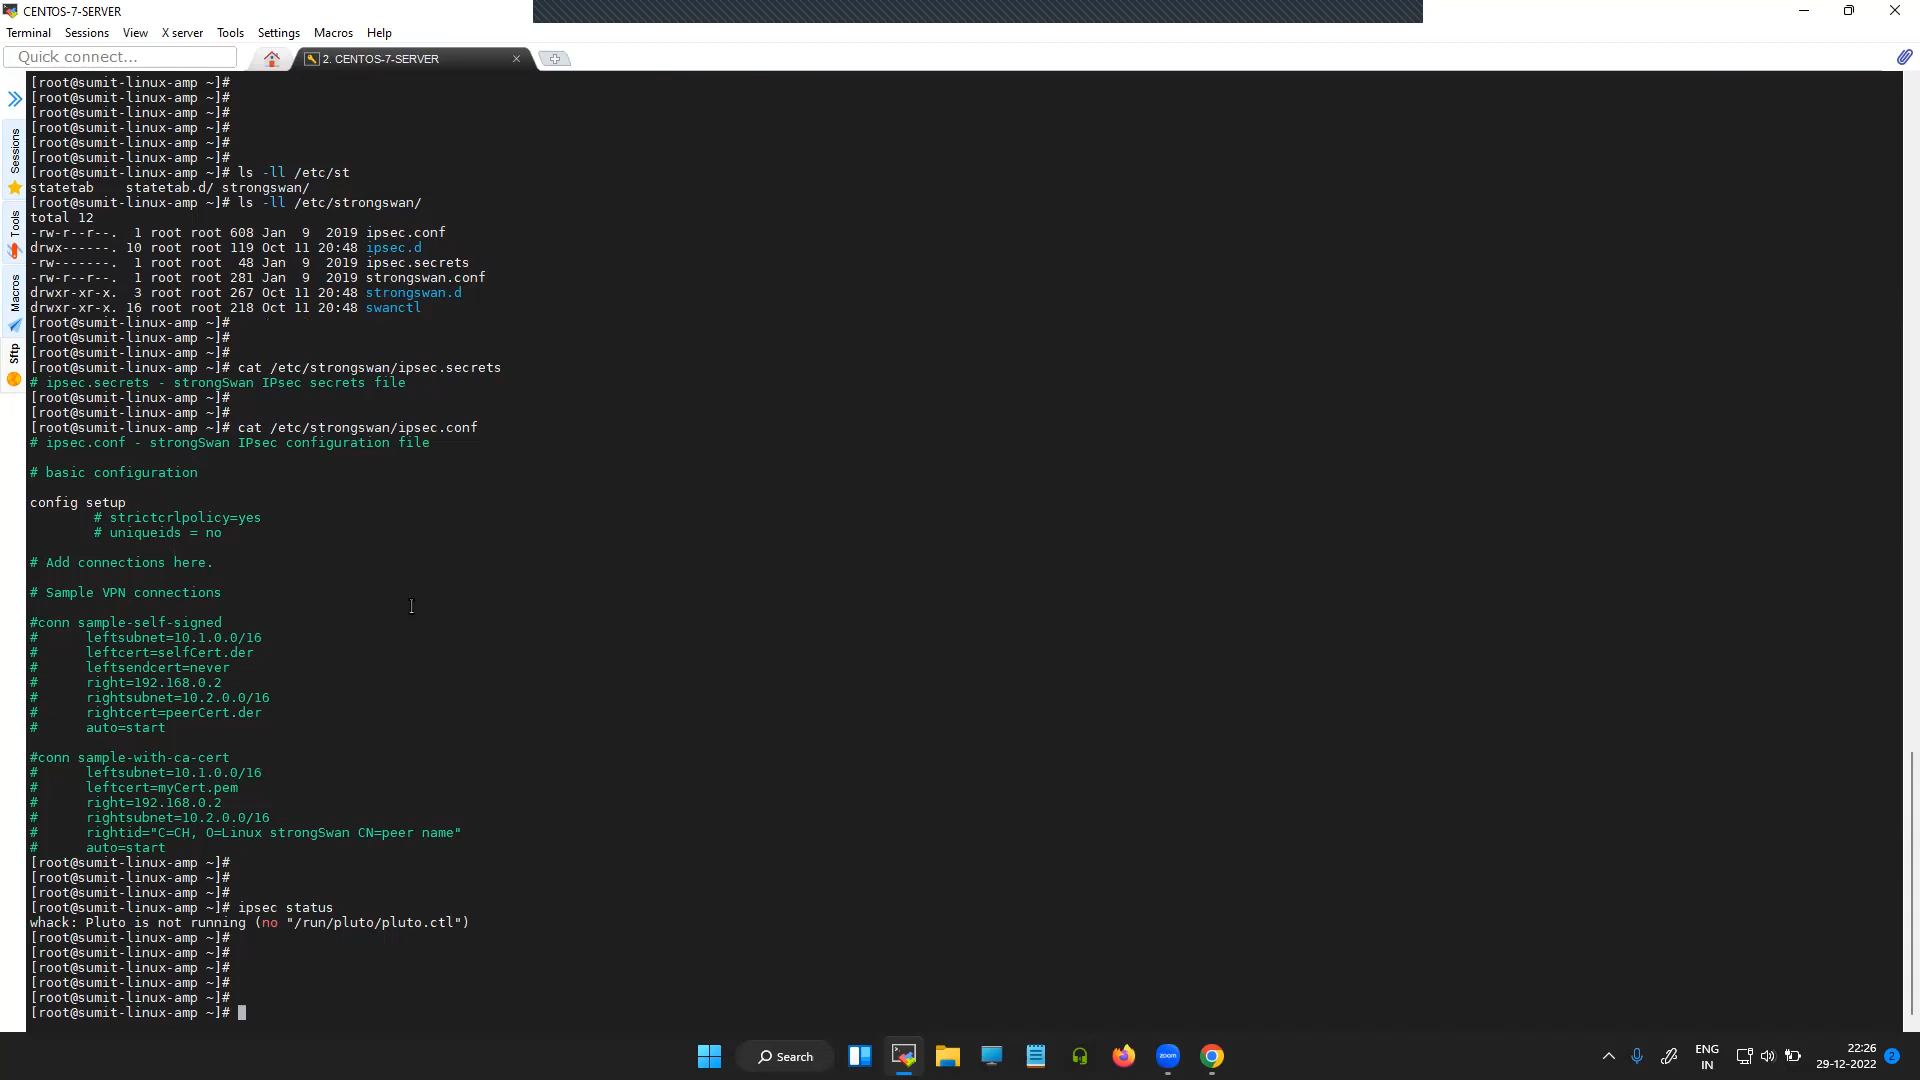 CENTOS-7-SERVER
Terminal Sessions View X server Tools Settings Macros Help
Quick connect...
2. CENTOS-7-SERVER
Sessions
Tools
Macros
Sftp
[root@sumit-linux-amp ~]#
[root@sumit-linux-amp ~]#
[root@sumit-linux-amp ~]#
[root@sumit-linux-amp ~]#
[root@sumit-linux-amp ~]#
[root@sumit-linux-amp ~]#
[root@sumit-linux-amp ~]# ls -ll /etc/st
statetab    statetab.d/ strongswan/
[root@sumit-linux-amp ~]# ls -ll /etc/strongswan/
total 12
-rw-r--r--.  1 root root 608 Jan  9  2019 ipsec.conf
drwx------. 10 root root 119 Oct 11 20:48 ipsec.d
-rw-------.  1 root root  48 Jan  9  2019 ipsec.secrets
-rw-r--r--.  1 root root 281 Jan  9  2019 strongswan.conf
drwxr-xr-x.  3 root root 267 Oct 11 20:48 strongswan.d
drwxr-xr-x. 16 root root 218 Oct 11 20:48 swanctl
[root@sumit-linux-amp ~]#
[root@sumit-linux-amp ~]#
[root@sumit-linux-amp ~]#
[root@sumit-linux-amp ~]# cat /etc/strongswan/ipsec.secrets
# ipsec.secrets - strongSwan IPsec secrets file
[root@sumit-linux-amp ~]#
[root@sumit-linux-amp ~]#
[root@sumit-linux-amp ~]# cat /etc/strongswan/ipsec.conf
# ipsec.conf - strongSwan IPsec configuration file
# basic configuration
config setup
        # strictcrlpolicy=yes
        # uniqueids = no
# Add connections here.
# Sample VPN connections
#conn sample-self-signed
#      leftsubnet=10.1.0.0/16
#      leftcert=selfCert.der
#      leftsendcert=never
#      right=192.168.0.2
#      rightsubnet=10.2.0.0/16
#      rightcert=peerCert.der
#      auto=start
#conn sample-with-ca-cert
#      leftsubnet=10.1.0.0/16
#      leftcert=myCert.pem
#      right=192.168.0.2
#      rightsubnet=10.2.0.0/16
#      rightid="C=CH, O=Linux strongSwan CN=peer name"
#      auto=start
[root@sumit-linux-amp ~]#
[root@sumit-linux-amp ~]#
[root@sumit-linux-amp ~]#
[root@sumit-linux-amp ~]# ipsec status
whack: Pluto is not running (no "/run/pluto/pluto.ctl")
[root@sumit-linux-amp ~]#
[root@sumit-linux-amp ~]#
[root@sumit-linux-amp ~]#
[root@sumit-linux-amp ~]#
[root@sumit-linux-amp ~]#
[root@sumit-linux-amp ~]#
Search
zoom
ENG
IN
22:26
29-12-2022
2